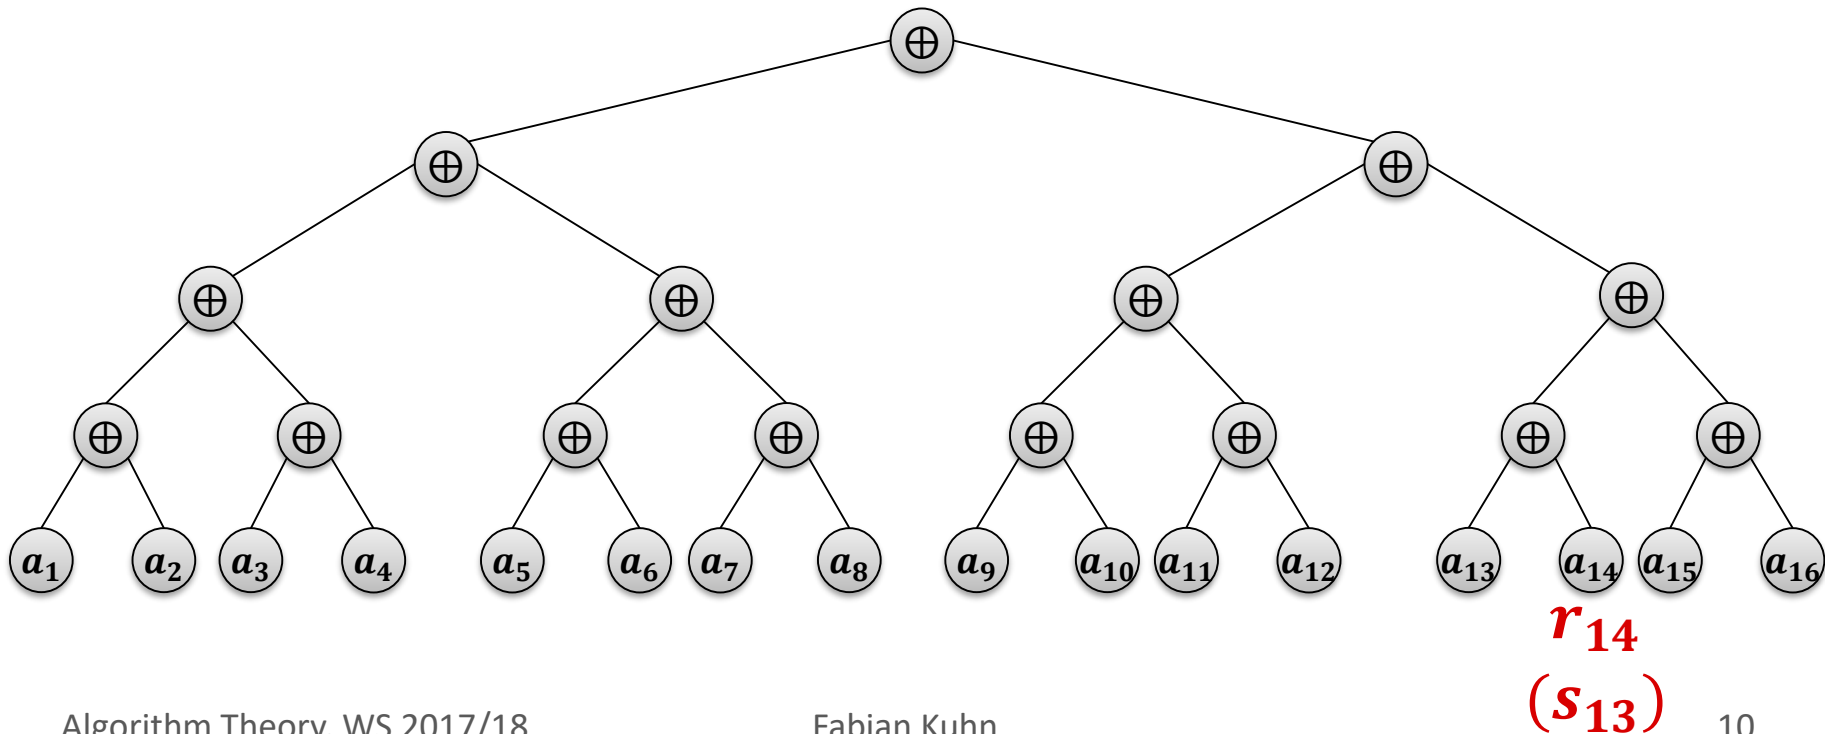 ⊕
⊕ ⊕
⊕ ⊕ ⊕ ⊕
⊕ ⊕ ⊕ ⊕ ⊕ ⊕ ⊕ ⊕
a₁ a₂ a₃ a₄ a₅ a₆ a₇ a₈ a₉ a₁₀ a₁₁ a₁₂ a₁₃ a₁₄ a₁₅ a₁₆
r₁₄
(s₁₃)
Algorithm Theory, WS 2017/18 Fabian Kuhn 10